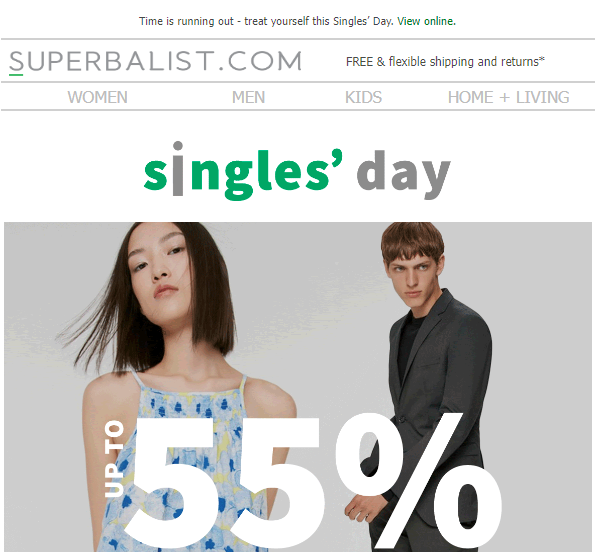 Time is running out - treat yourself this Singles' Day. View online.
SUPERBALIST.COM
FREE & flexible shipping and returns*
WOMEN MEN KIDS HOME + LIVING
singles' day
UP TO
55%